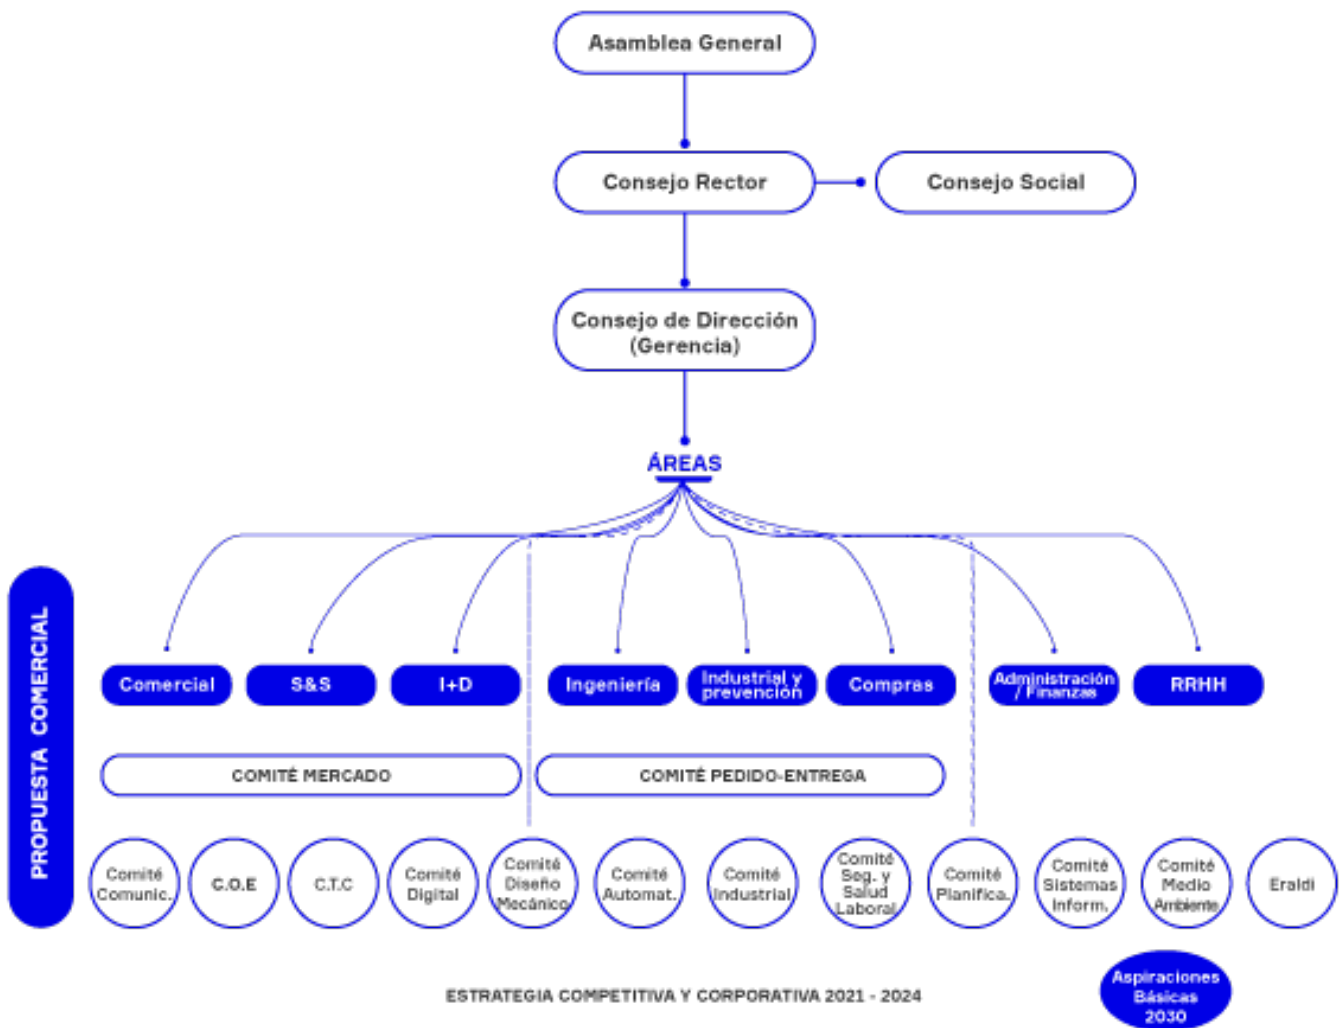 Asamblea General
Consejo Rector
Consejo Social
Consejo de Dirección
(Gerencia)
ÁREAS
PROPUESTA COMERCIAL
Comercial
S&S
I+D
Ingeniería
Industrial y
prevención
Compras
Administración
/ Finanzas
RRHH
COMITÉ MERCADO
COMITÉ PEDIDO-ENTREGA
Comité
Comunic.
C.O.E
C.T.C
Comité
Digital
Comité
Diseño
Mecánico
Comité
Automat.
Comité
Industrial
Comité
Seg. y
Salud
Laboral
Comité
Planifica.
Comité
Sistemas
Inform.
Comité
Medio
Ambiente
Eraldi
ESTRATEGIA COMPETITIVA Y CORPORATIVA 2021 - 2024
Aspiraciones
Básicas
2030